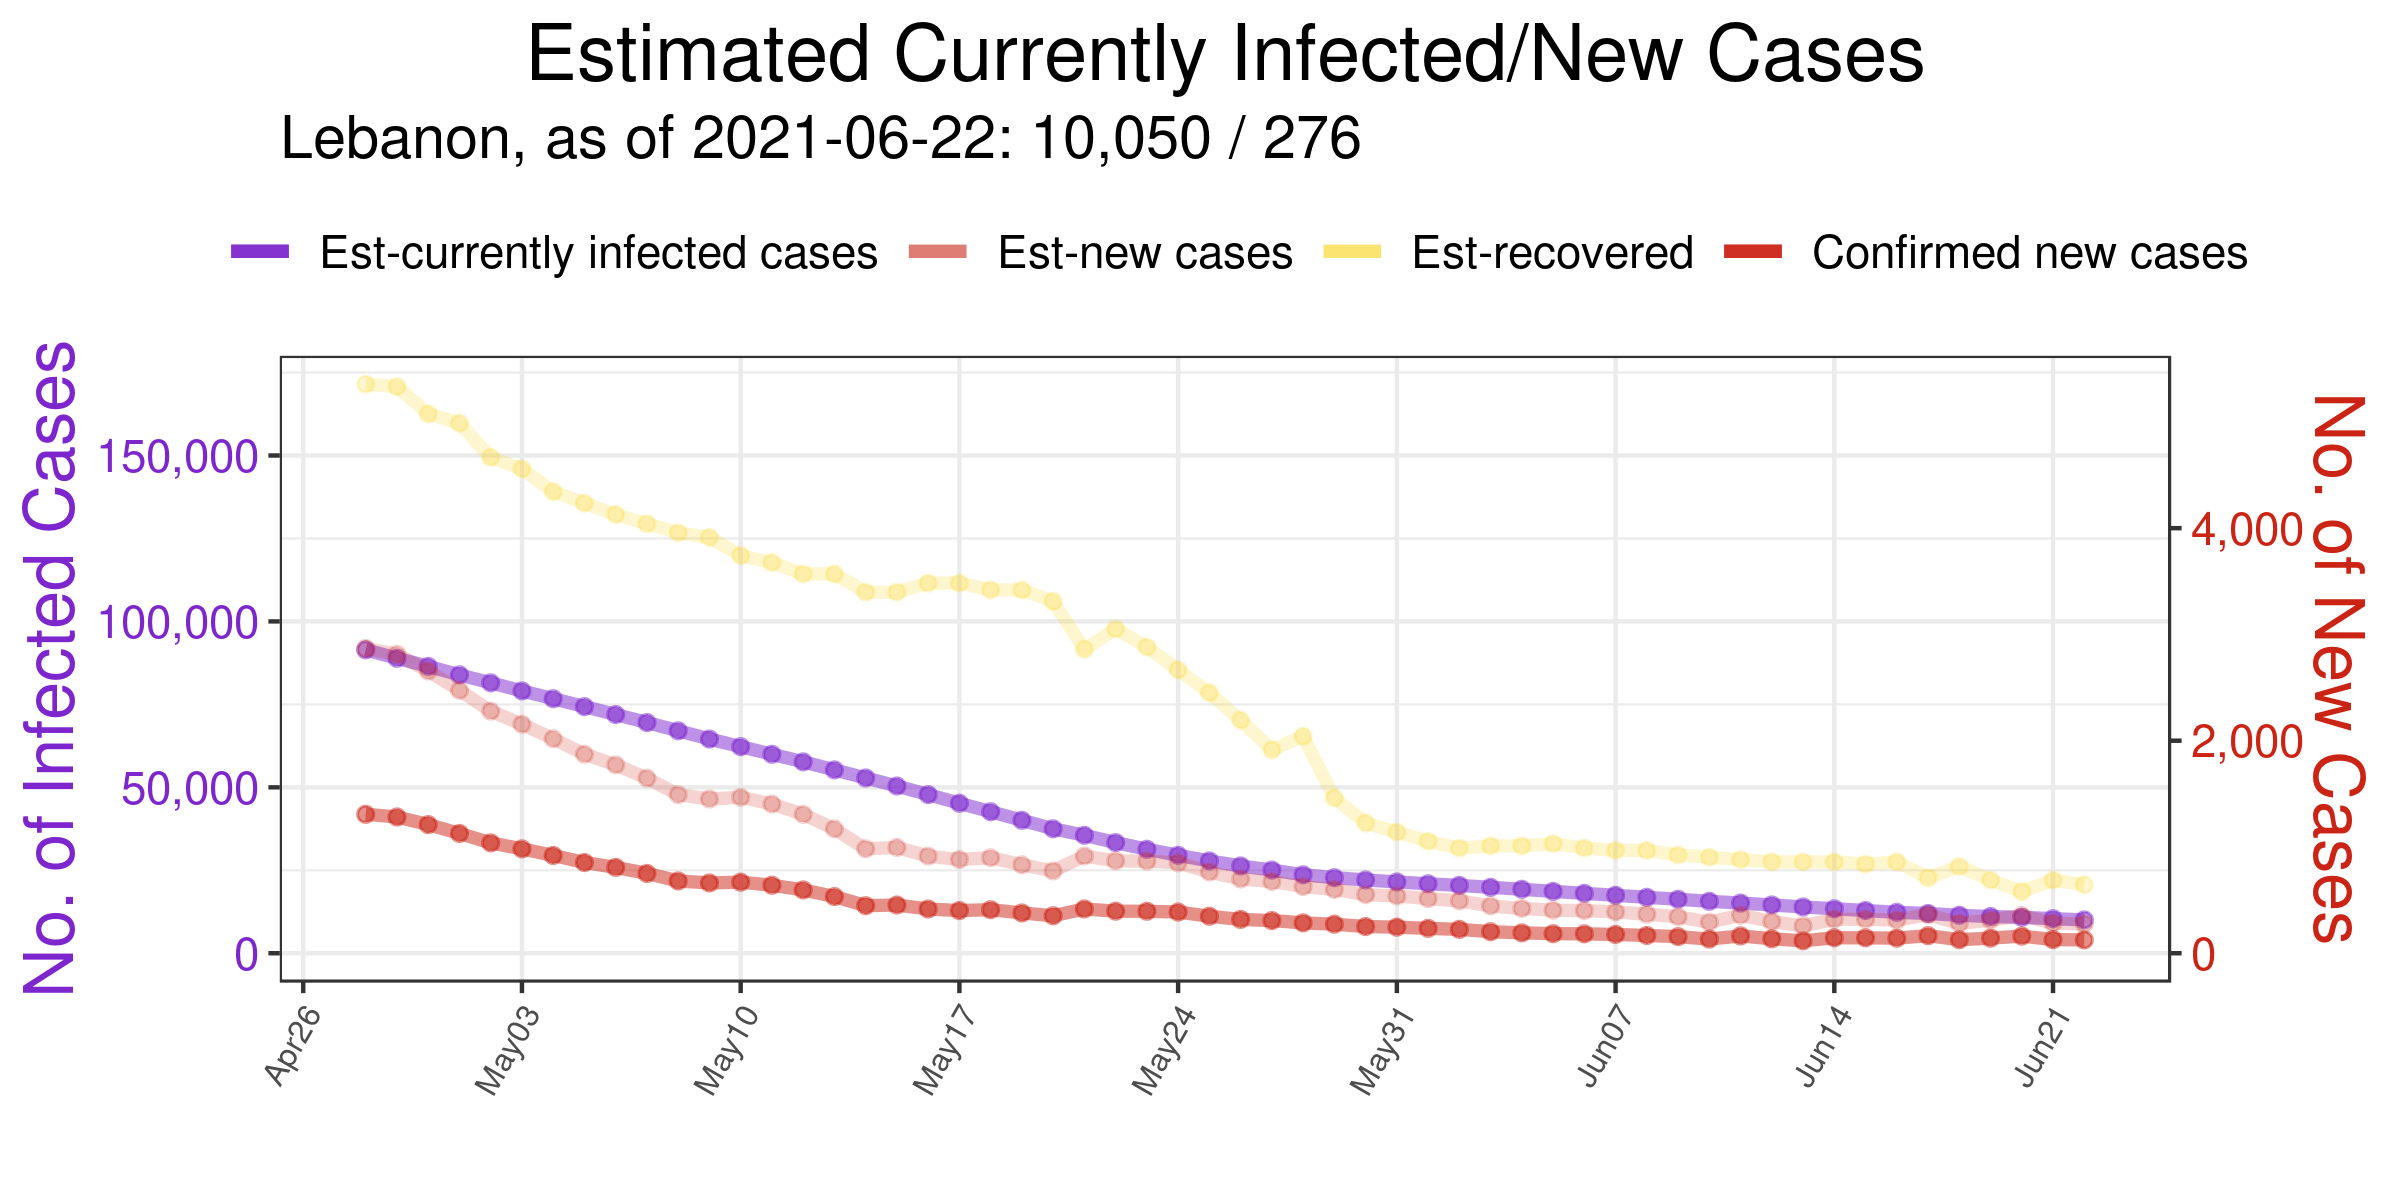 Estimated Currently Infected/New Cases
Lebanon, as of 2021-06-22: 10,050 / 276
Est-currently infected cases Est-new cases Est-recovered Confirmed new cases
No. of Infected Cases
150,000
100,000
50,000
0
4,000
2,000
0
No. of New Cases
Apr26 May03 May10 May17 May24 May31 Jun07 Jun14 Jun21